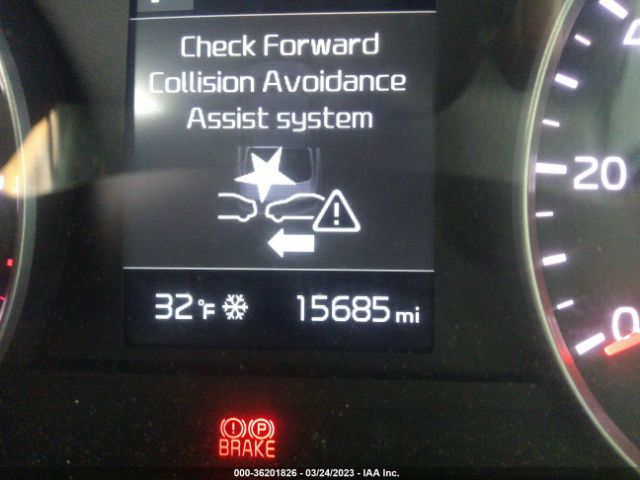 Check Forward
Collision Avoidance
Assist system
32°F 15685 mi
20
0
(!) (P)
BRAKE
000-36201826 - 03/24/2023 - IAA Inc.